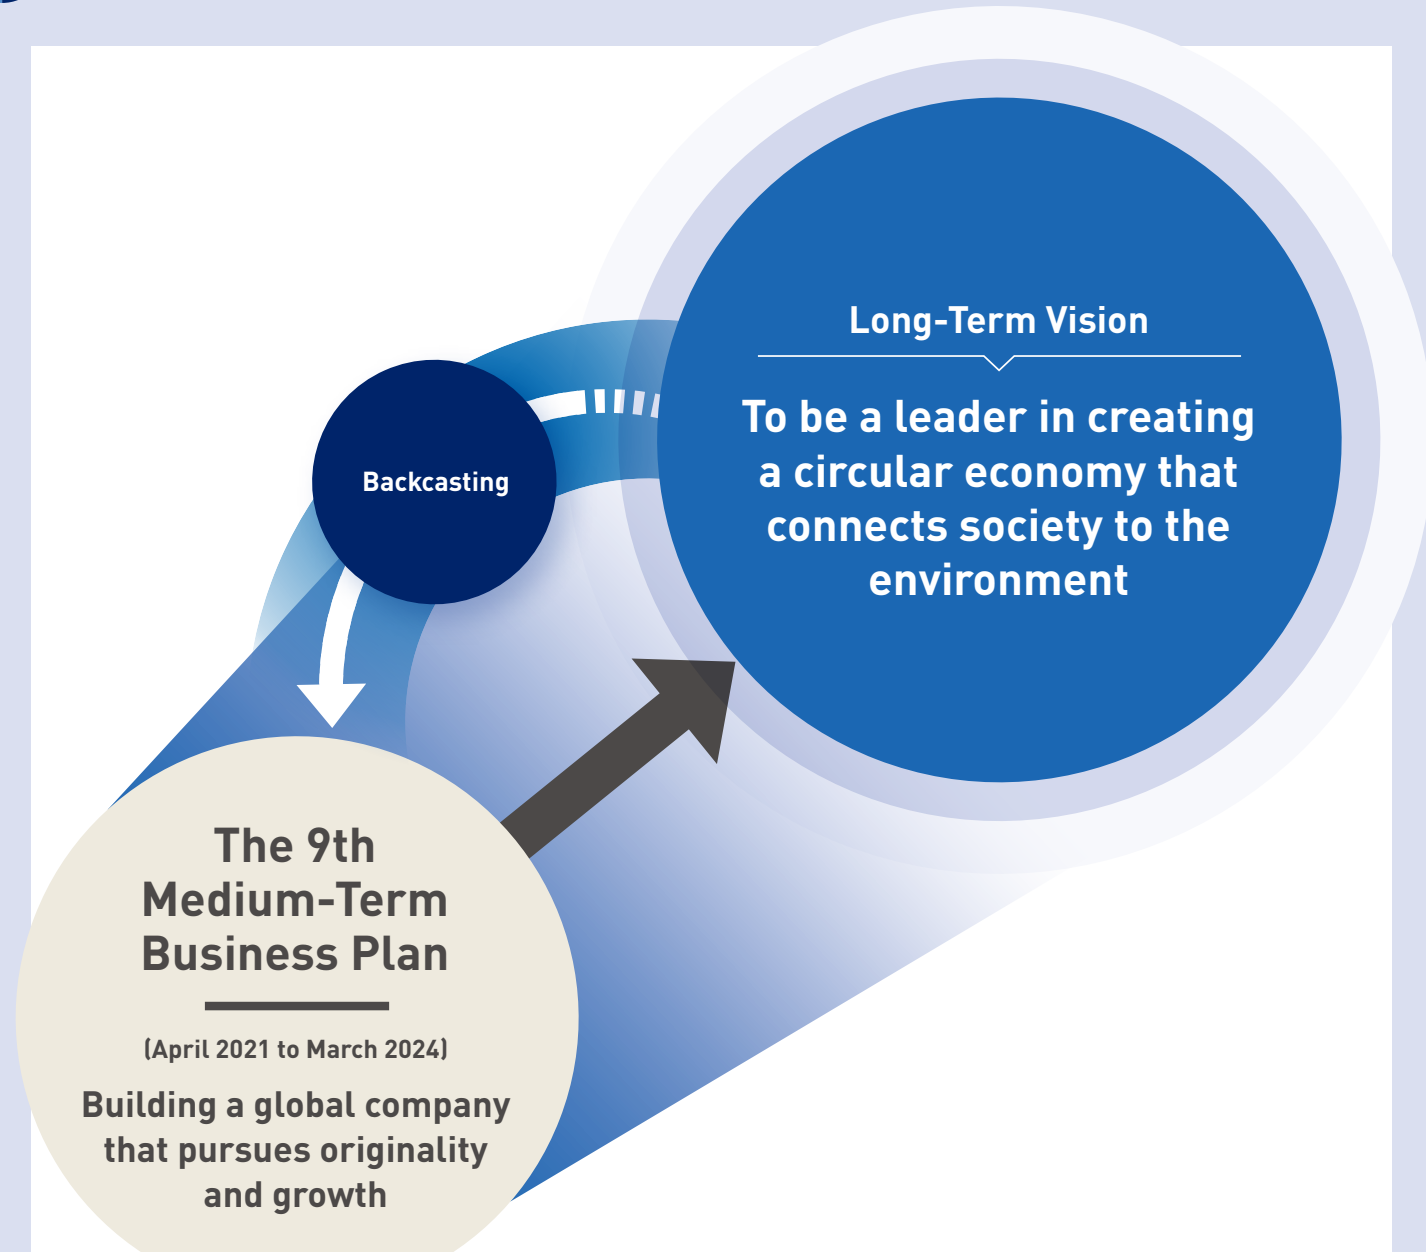 Long-Term Vision
To be a leader in creating
a circular economy that
connects society to the
environment
Backcasting
The 9th
Medium-Term
Business Plan
(April 2021 to March 2024)
Building a global company
that pursues originality
and growth